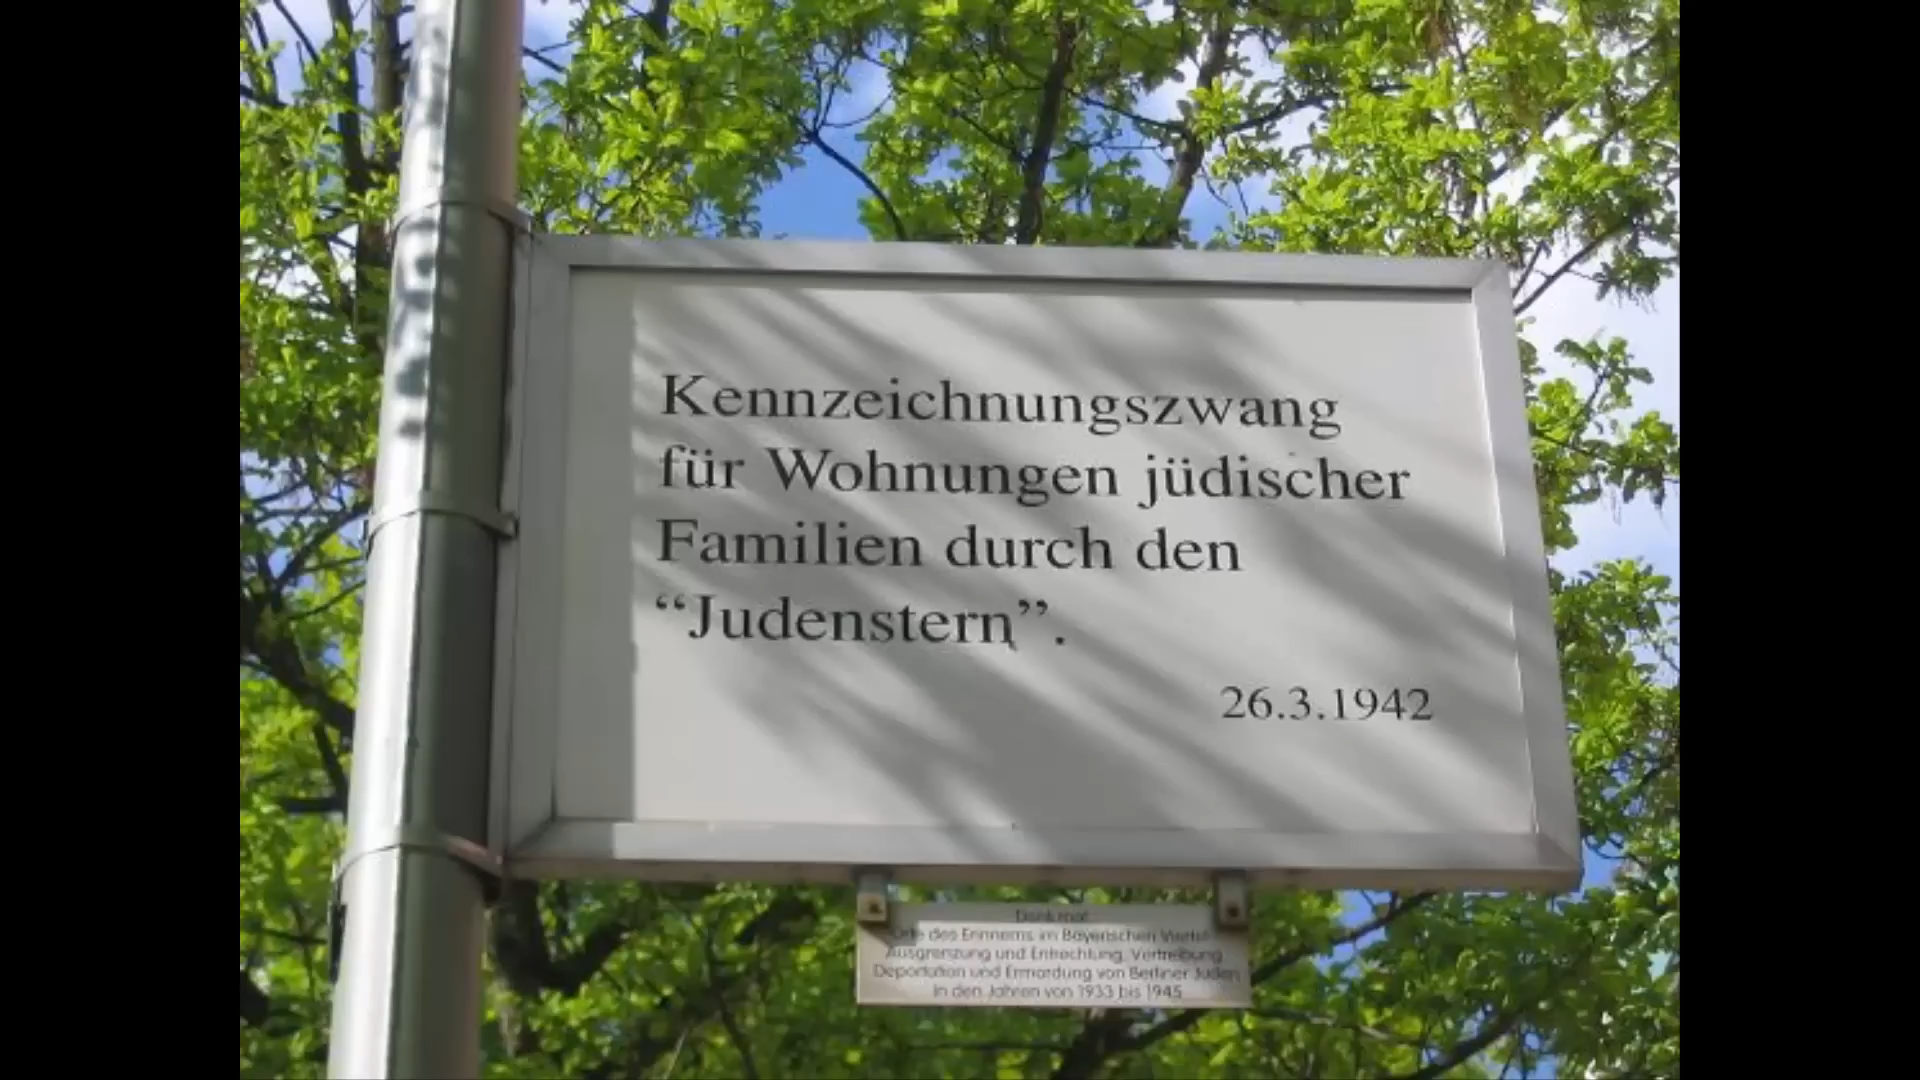 Kennzeichnungszwang
für Wohnungen jüdischer
Familien durch den
“Judenstern”.
26.3.1942
Denkmal
Orte des Erinnerns im Bayerischen Viertel
Ausgrenzung und Entrechtung, Vertreibung
Deportation und Ermordung von Berliner Juden
in den Jahren von 1933 bis 1945